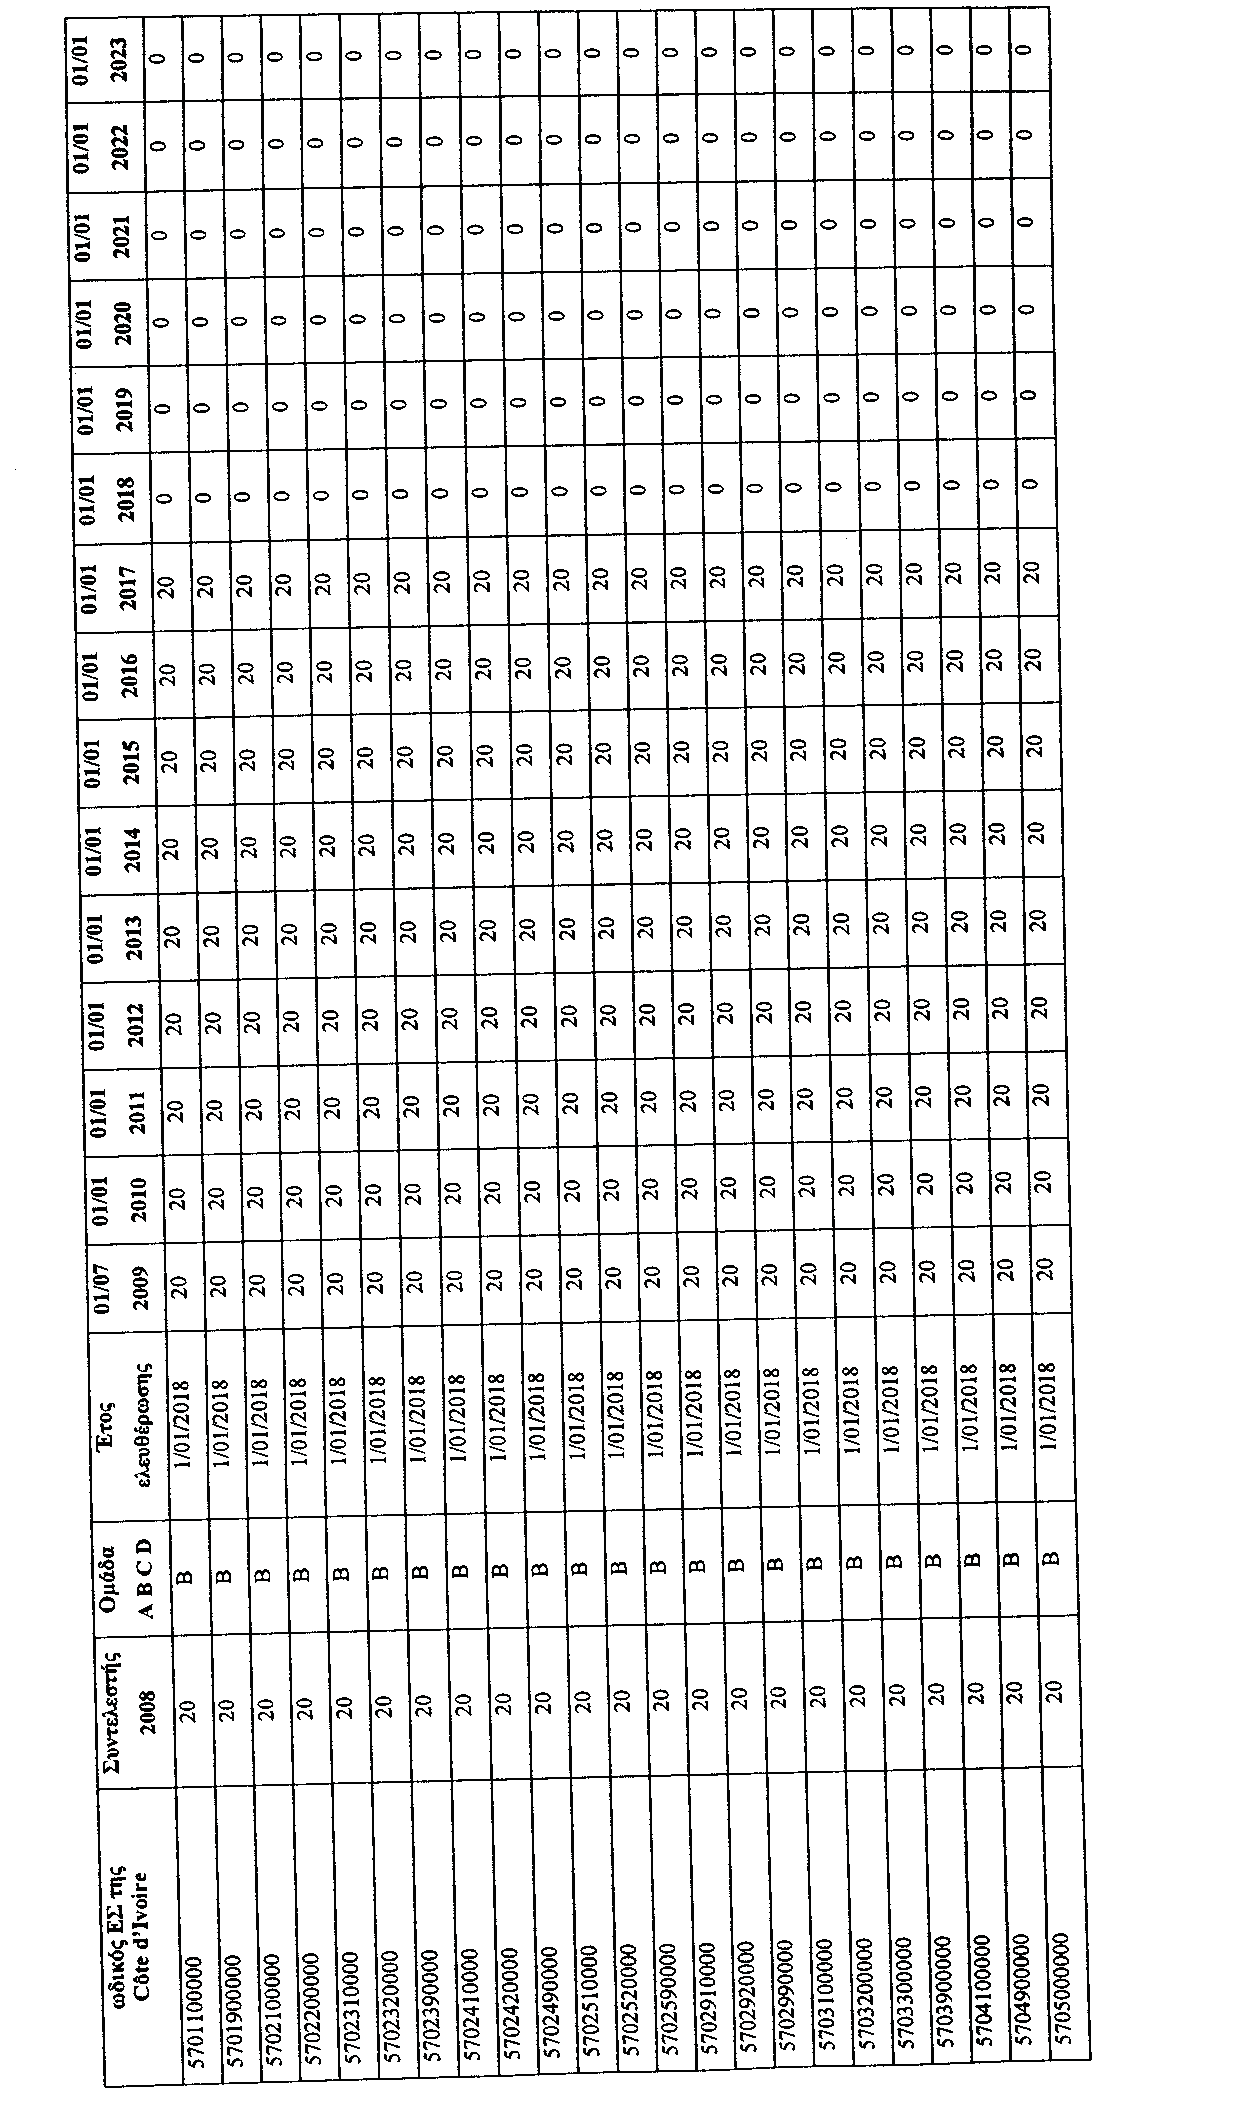 ωδικός ΕΣ της Côte d'Ivoire Συντελεστής 2008 Ομάδα A B C D Έτος ελευθέρωσης 01/07 2009 01/01 2010 01/01 2011 01/01 2012 01/01 2013 01/01 2014 01/01 2015 01/01 2016 01/01 2017 01/01 2018 01/01 2019 01/01 2020 01/01 2021 01/01 2022 01/01 2023
5701100000 20 B 1/01/2018 20 20 20 20 20 20 20 20 20 0 0 0 0 0 0
5701900000 20 B 1/01/2018 20 20 20 20 20 20 20 20 20 0 0 0 0 0 0
5702100000 20 B 1/01/2018 20 20 20 20 20 20 20 20 20 0 0 0 0 0 0
5702200000 20 B 1/01/2018 20 20 20 20 20 20 20 20 20 0 0 0 0 0 0
5702310000 20 B 1/01/2018 20 20 20 20 20 20 20 20 20 0 0 0 0 0 0
5702320000 20 B 1/01/2018 20 20 20 20 20 20 20 20 20 0 0 0 0 0 0
5702390000 20 B 1/01/2018 20 20 20 20 20 20 20 20 20 0 0 0 0 0 0
5702410000 20 B 1/01/2018 20 20 20 20 20 20 20 20 20 0 0 0 0 0 0
5702420000 20 B 1/01/2018 20 20 20 20 20 20 20 20 20 0 0 0 0 0 0
5702490000 20 B 1/01/2018 20 20 20 20 20 20 20 20 20 0 0 0 0 0 0
5702510000 20 B 1/01/2018 20 20 20 20 20 20 20 20 20 0 0 0 0 0 0
5702520000 20 B 1/01/2018 20 20 20 20 20 20 20 20 20 0 0 0 0 0 0
5702590000 20 B 1/01/2018 20 20 20 20 20 20 20 20 20 0 0 0 0 0 0
5702910000 20 B 1/01/2018 20 20 20 20 20 20 20 20 20 0 0 0 0 0 0
5702920000 20 B 1/01/2018 20 20 20 20 20 20 20 20 20 0 0 0 0 0 0
5702990000 20 B 1/01/2018 20 20 20 20 20 20 20 20 20 0 0 0 0 0 0
5703100000 20 B 1/01/2018 20 20 20 20 20 20 20 20 20 0 0 0 0 0 0
5703200000 20 B 1/01/2018 20 20 20 20 20 20 20 20 20 0 0 0 0 0 0
5703300000 20 B 1/01/2018 20 20 20 20 20 20 20 20 20 0 0 0 0 0 0
5703900000 20 B 1/01/2018 20 20 20 20 20 20 20 20 20 0 0 0 0 0 0
5704100000 20 B 1/01/2018 20 20 20 20 20 20 20 20 20 0 0 0 0 0 0
5704900000 20 B 1/01/2018 20 20 20 20 20 20 20 20 20 0 0 0 0 0 0
5705000000 20 B 1/01/2018 20 20 20 20 20 20 20 20 20 0 0 0 0 0 0